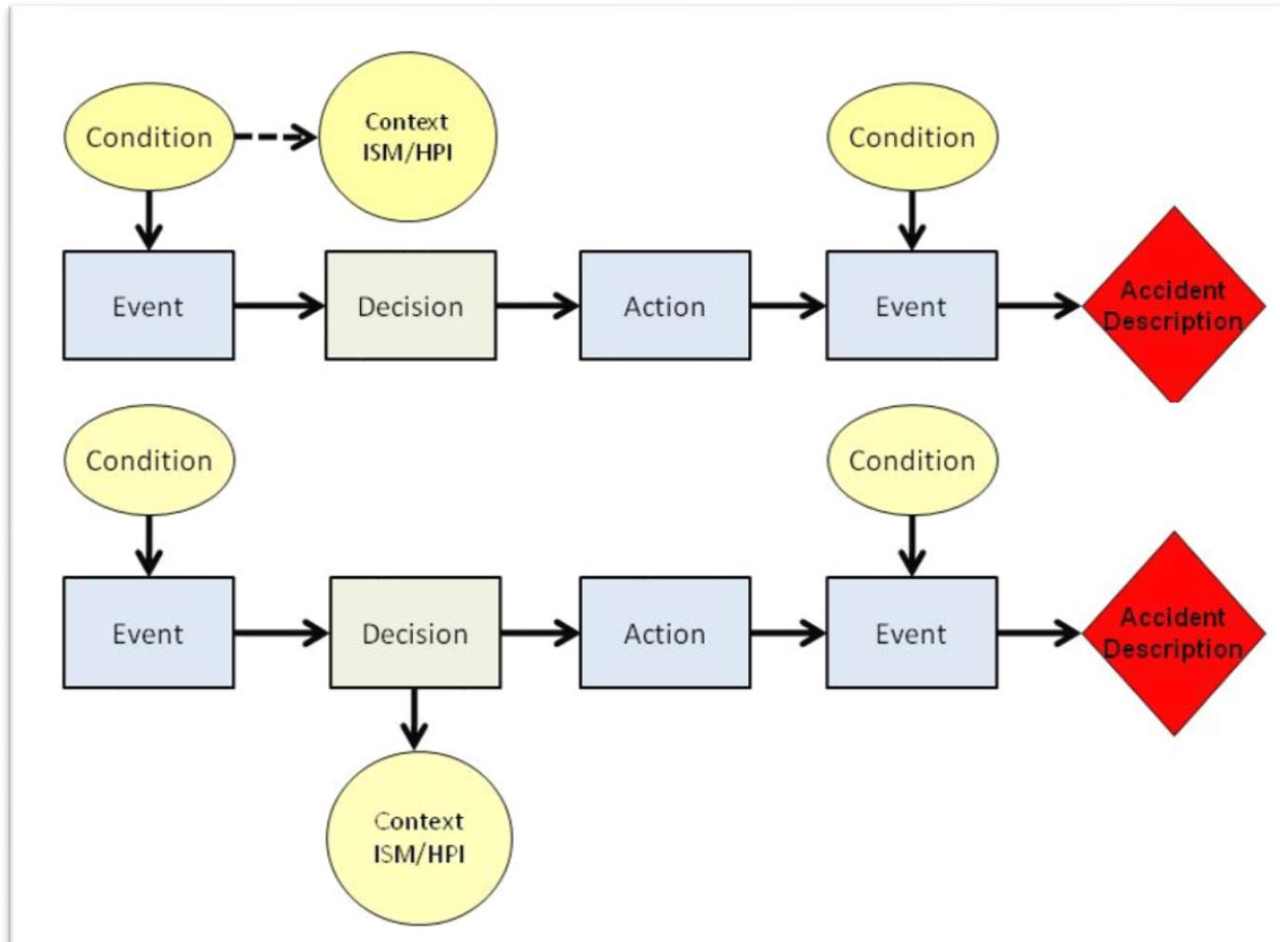 Condition
Context
ISM/HPI
Condition
Event
Decision
Action
Event
Accident
Description
Condition
Condition
Event
Decision
Action
Event
Accident
Description
Context
ISM/HPI